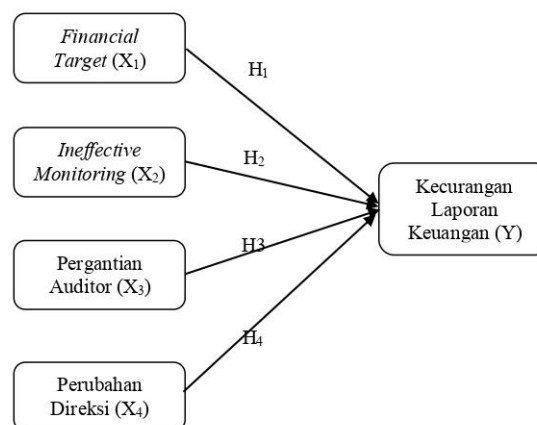 Financial
Target (X₁)
H₁
Ineffective
Monitoring (X₂)
H₂
Kecurangan
Laporan
Keuangan (Y)
Pergantian
Auditor (X₃)
H3
Perubahan
Direksi (X₄)
H₄